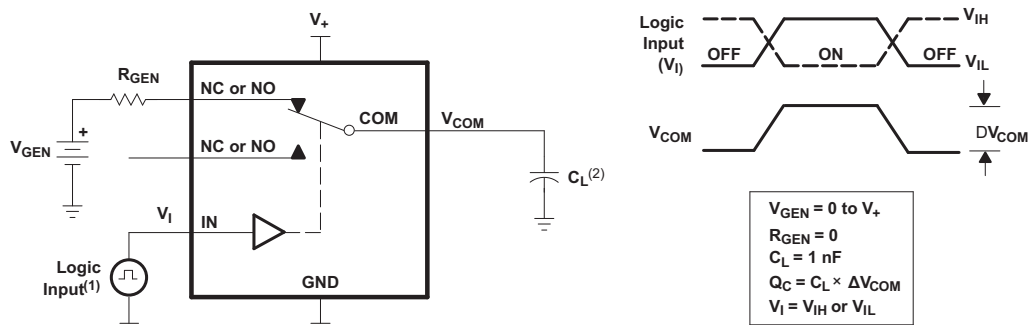 V+
RGEN
NC or NO
COM
VCOM
VGEN
+
NC or NO
CL(2)
VI
IN
Logic
Input(1)
GND
Logic
Input
(VI)
OFF
ON
OFF
VIH
VIL
VCOM
DVCOM
VGEN = 0 to V+
RGEN = 0
CL = 1 nF
QC = CL × ΔVCOM
VI = VIH or VIL